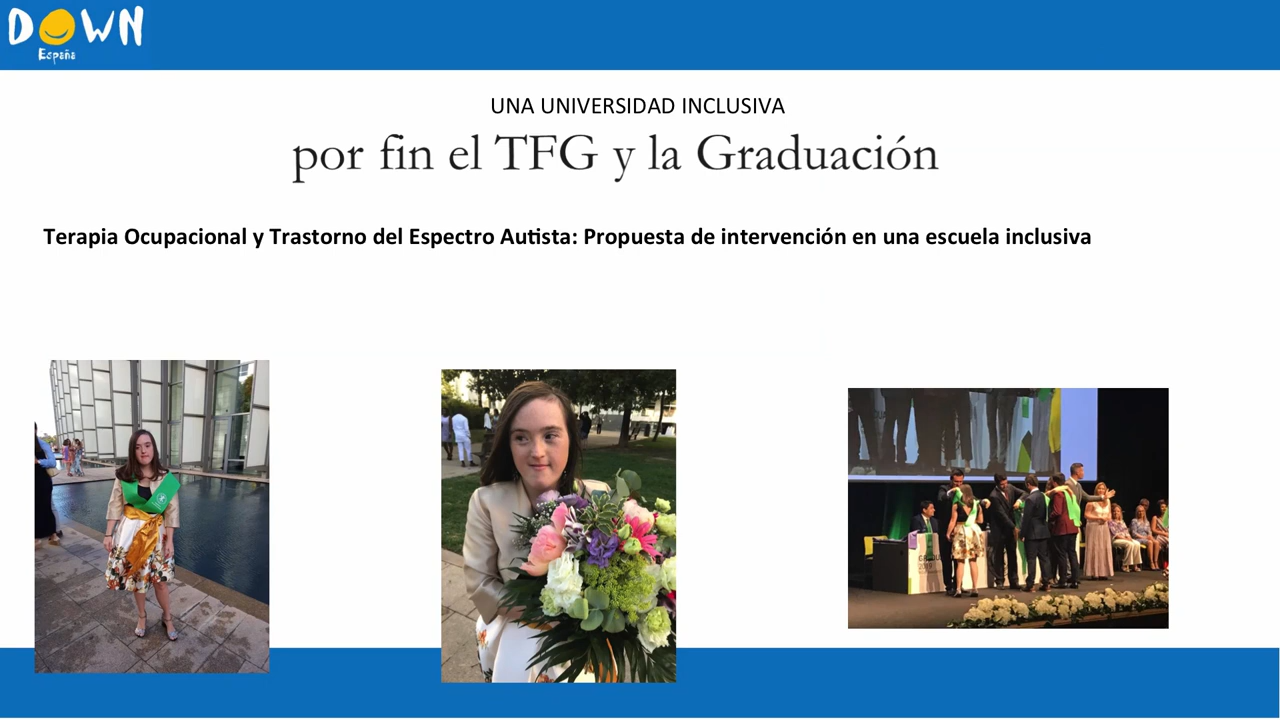 DOWN
España
UNA UNIVERSIDAD INCLUSIVA
por fin el TFG y la Graduación
Terapia Ocupacional y Trastorno del Espectro Autista: Propuesta de intervención en una escuela inclusiva